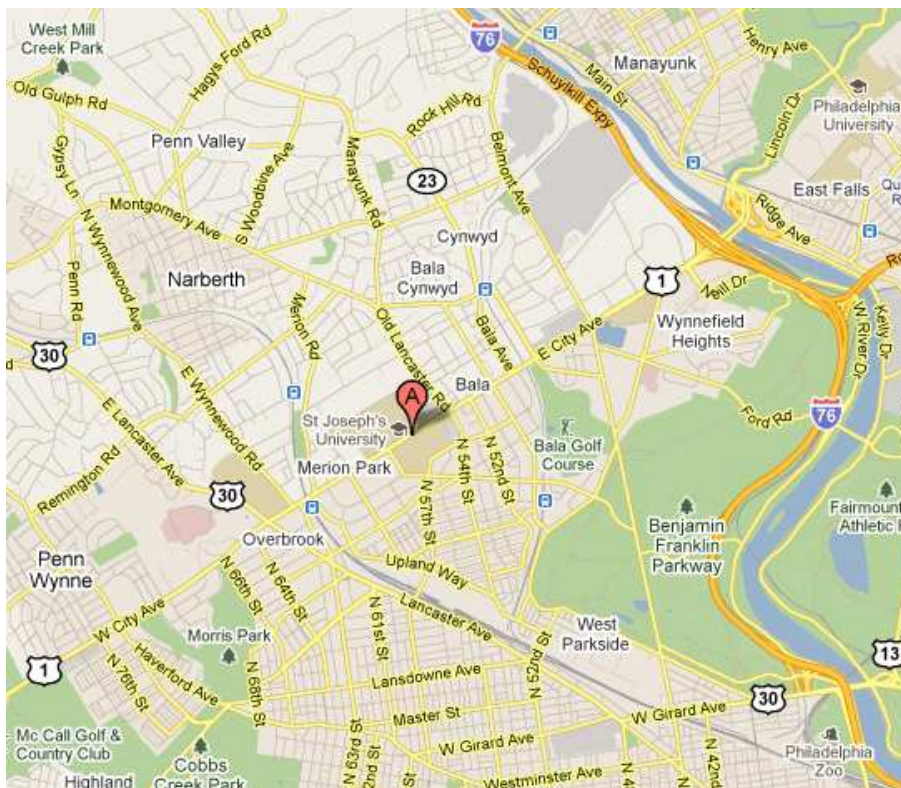 West Mill
Creek Park
Hagys Ford Rd
76
Manayunk
Henry Ave
Schuylkill Expy
Main St
Lincoln Dr
Philadelphia
University
Old Gulph Rd
Rock Hill Rd
Belmont Ave
Penn Valley
Gypsy Ln
S Woodbine Ave
Manayunk Rd
23
East Falls
Ridge Ave
Montgomery Ave
N Wynnewood Ave
Cynwyd
Bala
Cynwyd
Narberth
Penn Rd
Merion Rd
1
Neill Dr
Wynnefield
Heights
W River Dr
Kelly Dr
Old Lancaster Rd
Bala Ave
E City Ave
30
E Wynnewood Rd
E Lancaster Ave
Bala
A
St Joseph's
University
Ford Rd
76
Bala Golf
Course
Merion Park
N 54th St
N 52nd St
Remington Rd
30
N 57th St
Benjamin
Franklin
Parkway
Overbrook
Penn
Wynne
Upland Way
N 66th St
N 64th St
Lancaster Ave
W City Ave
N 61st St
West
Parkside
Morris Park
N 52nd St
1
N 76th St
Haverford Ave
N 68th St
Lansdowne Ave
13
30
Master St
W Girard Ave
W Girard Ave
Mc Call Golf &
Country Club
Cobbs
Creek Park
N 63rd St
Philadelphia
Zoo
Highland
Westminster Ave
N 42nd